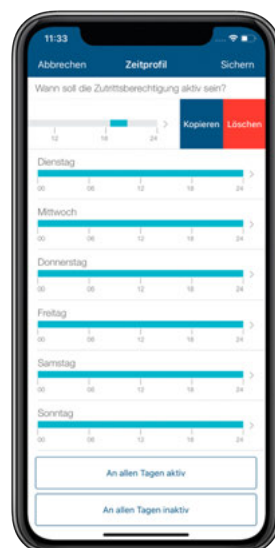 11:33
Abbrechen Zeitprofil Sichern
Wann soll die Zutrittsberechtigung aktiv sein?
Kopieren Löschen
12 18 24
Dienstag
00 06 12 18 24
Mittwoch
00 06 12 18 24
Donnerstag
00 06 12 18 24
Freitag
00 06 12 18 24
Samstag
00 06 12 18 24
Sonntag
00 06 12 18 24
An allen Tagen aktiv
An allen Tagen inaktiv